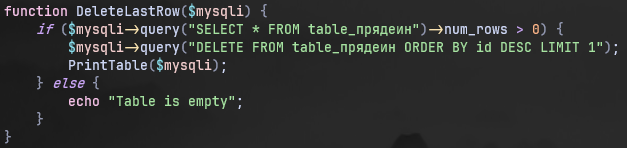 function DeleteLastRow($mysqli) {
    if ($mysqli->query("SELECT * FROM table_прядеин")->num_rows > 0) {
        $mysqli->query("DELETE FROM table_прядеин ORDER BY id DESC LIMIT 1");
        PrintTable($mysqli);
    } else {
        echo "Table is empty";
    }
}